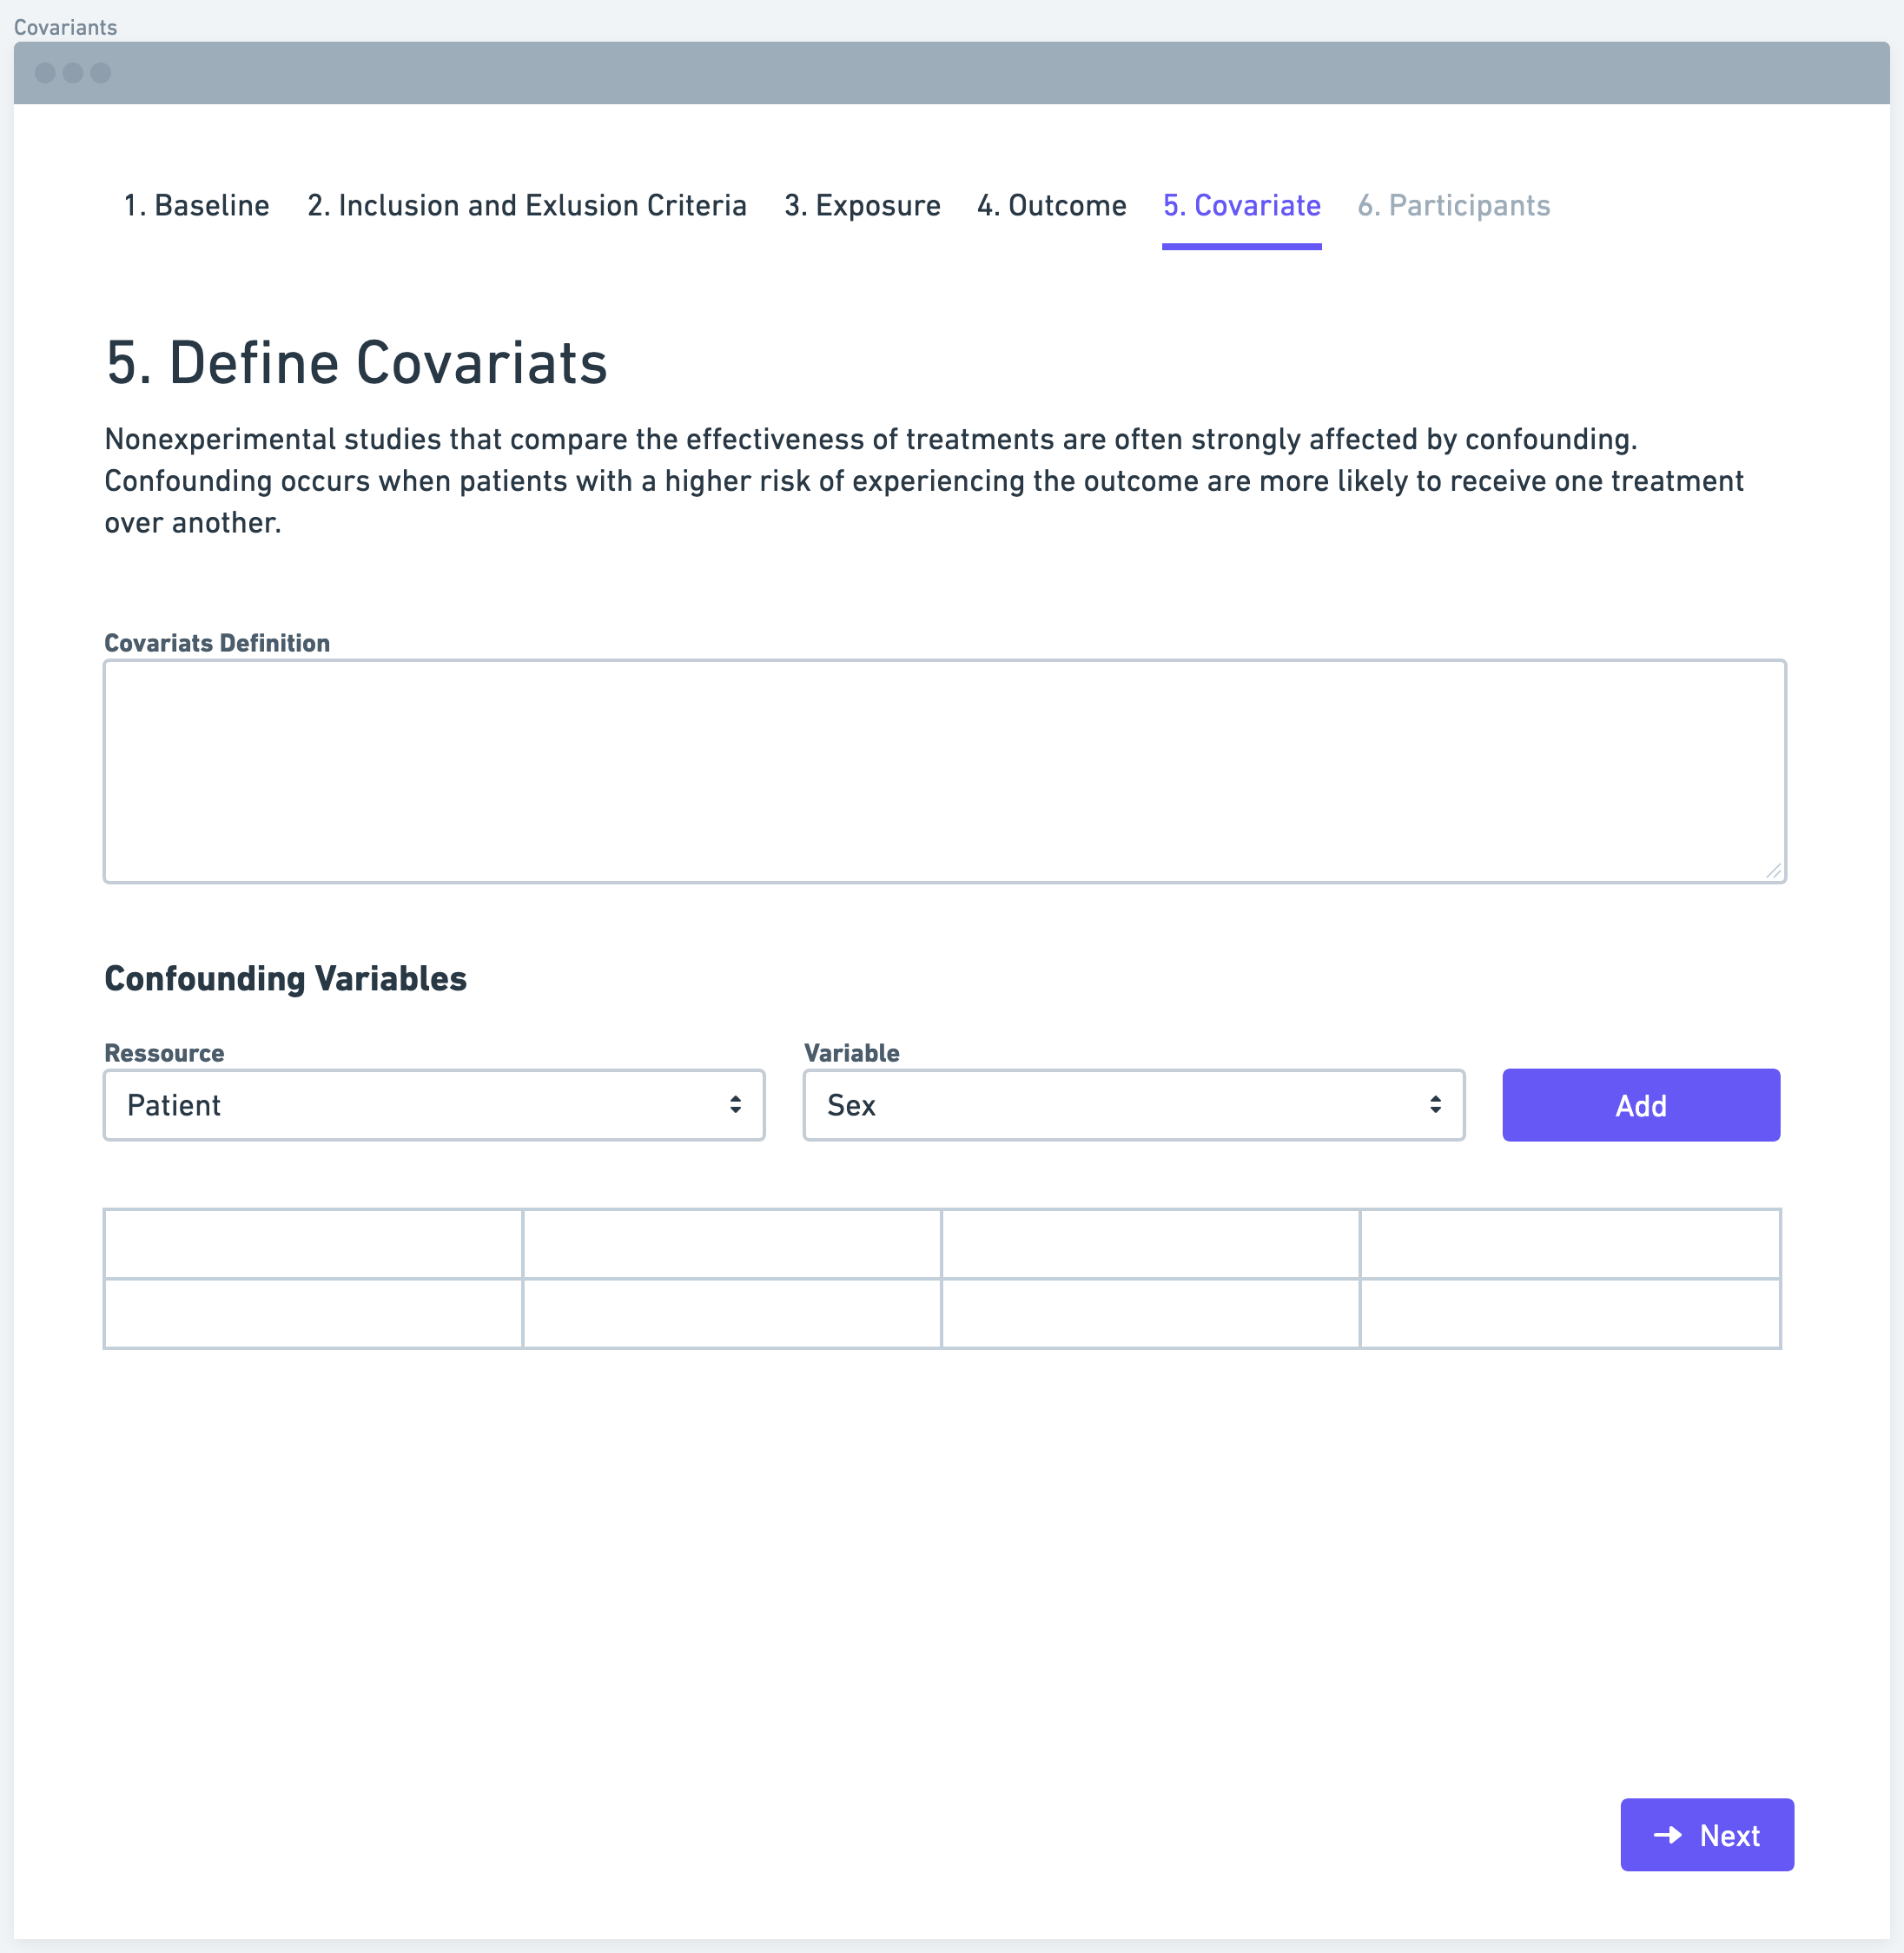 Covariants
1. Baseline 2. Inclusion and Exlusion Criteria 3. Exposure 4. Outcome 5. Covariate 6. Participants
5. Define Covariats
Nonexperimental studies that compare the effectiveness of treatments are often strongly affected by confounding.
Confounding occurs when patients with a higher risk of experiencing the outcome are more likely to receive one treatment
over another.
Covariats Definition
Confounding Variables
Ressource Variable
Patient Sex Add
Next